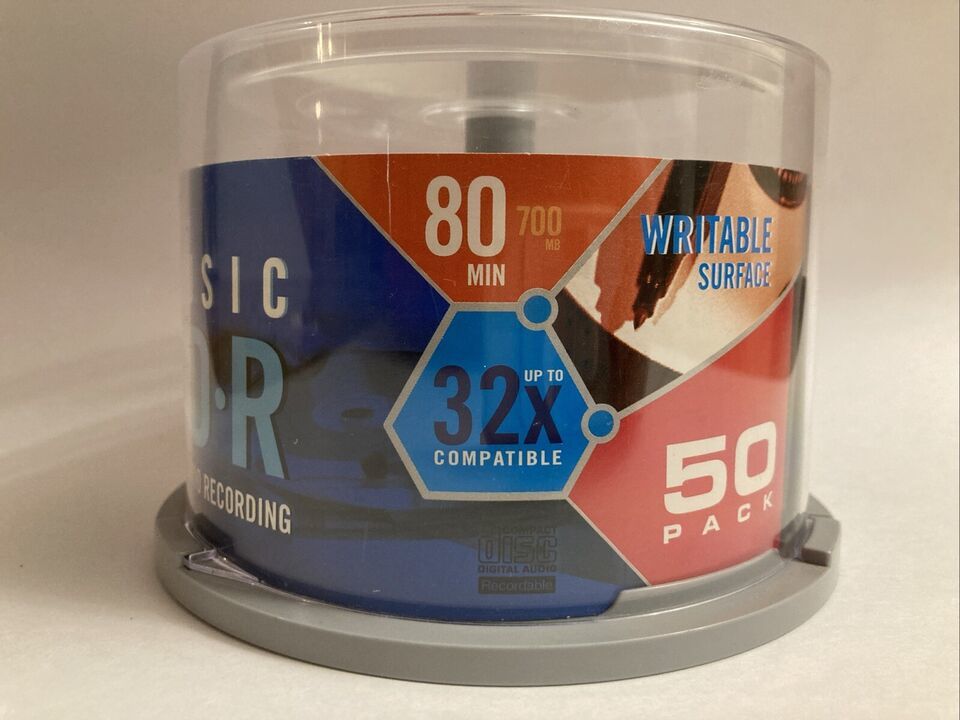 SIC
D·R
RECORDING
80
MIN
700
MB
WRITABLE
SURFACE
UP TO
32x
COMPATIBLE
50
PACK
COMPACT
disc
DIGITAL AUDIO
Recordable